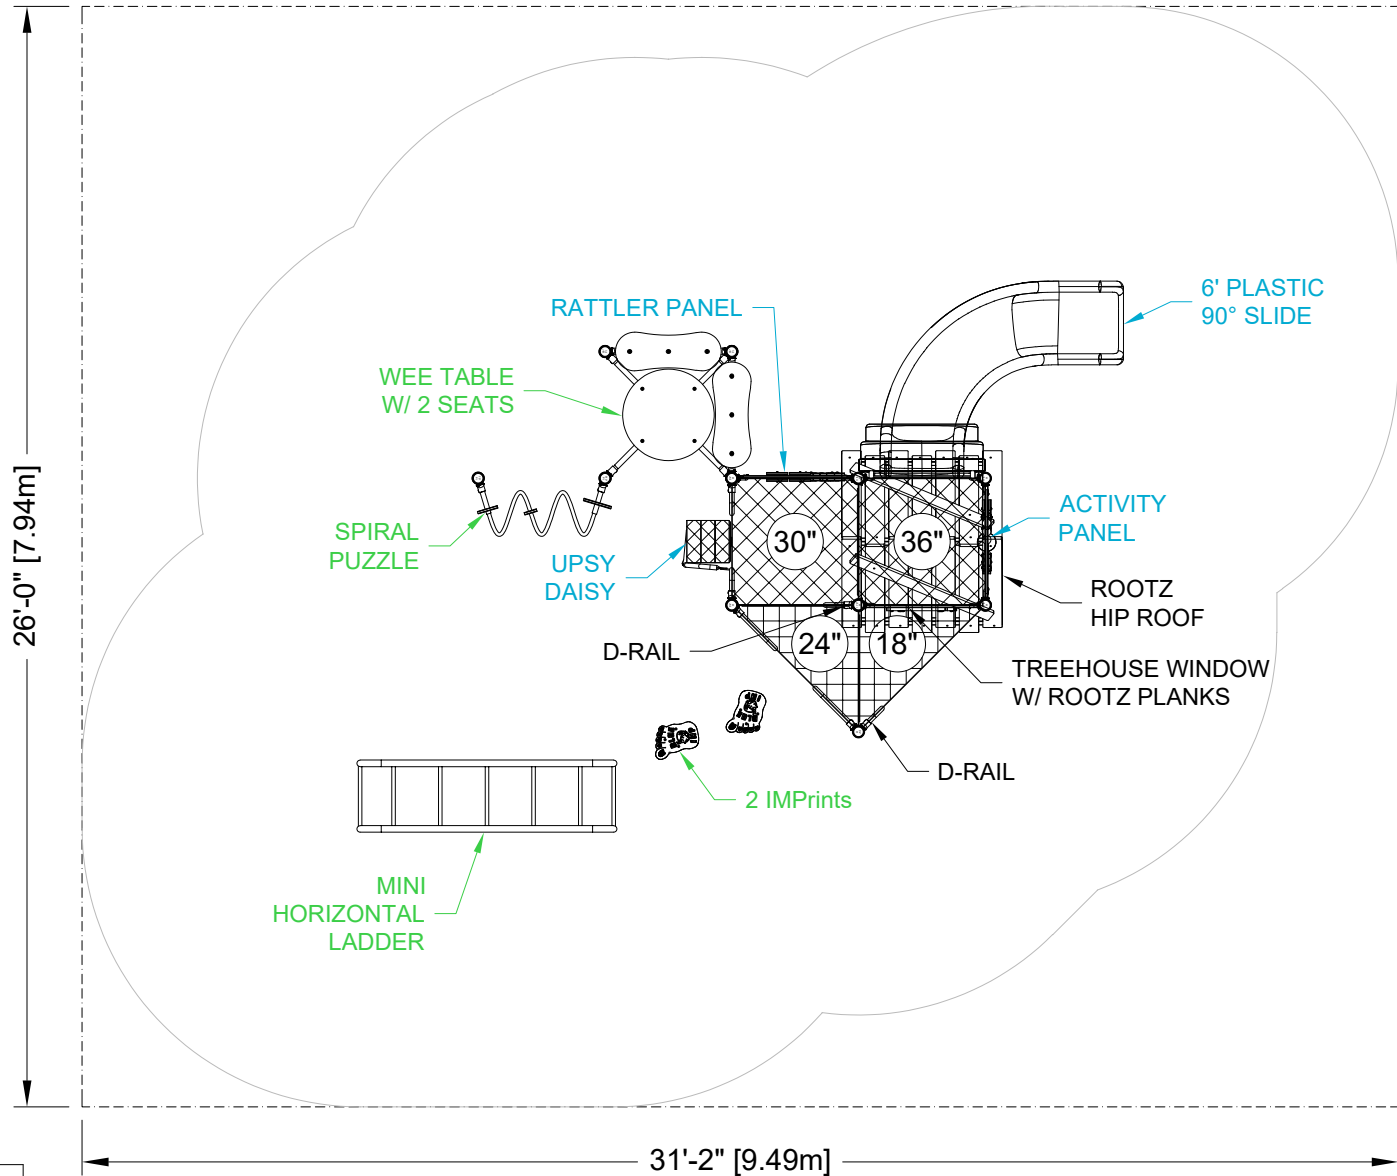 RATTLER PANEL
6' PLASTIC
90° SLIDE
WEE TABLE
W/ 2 SEATS
26'-0" [7.94m]
SPIRAL
PUZZLE
UPSY
DAISY
30"
36"
ACTIVITY
PANEL
ROOTZ
HIP ROOF
D-RAIL
24"
18"
TREEHOUSE WINDOW
W/ ROOTZ PLANKS
D-RAIL
2 IMPrints
MINI
HORIZONTAL
LADDER
31'-2" [9.49m]